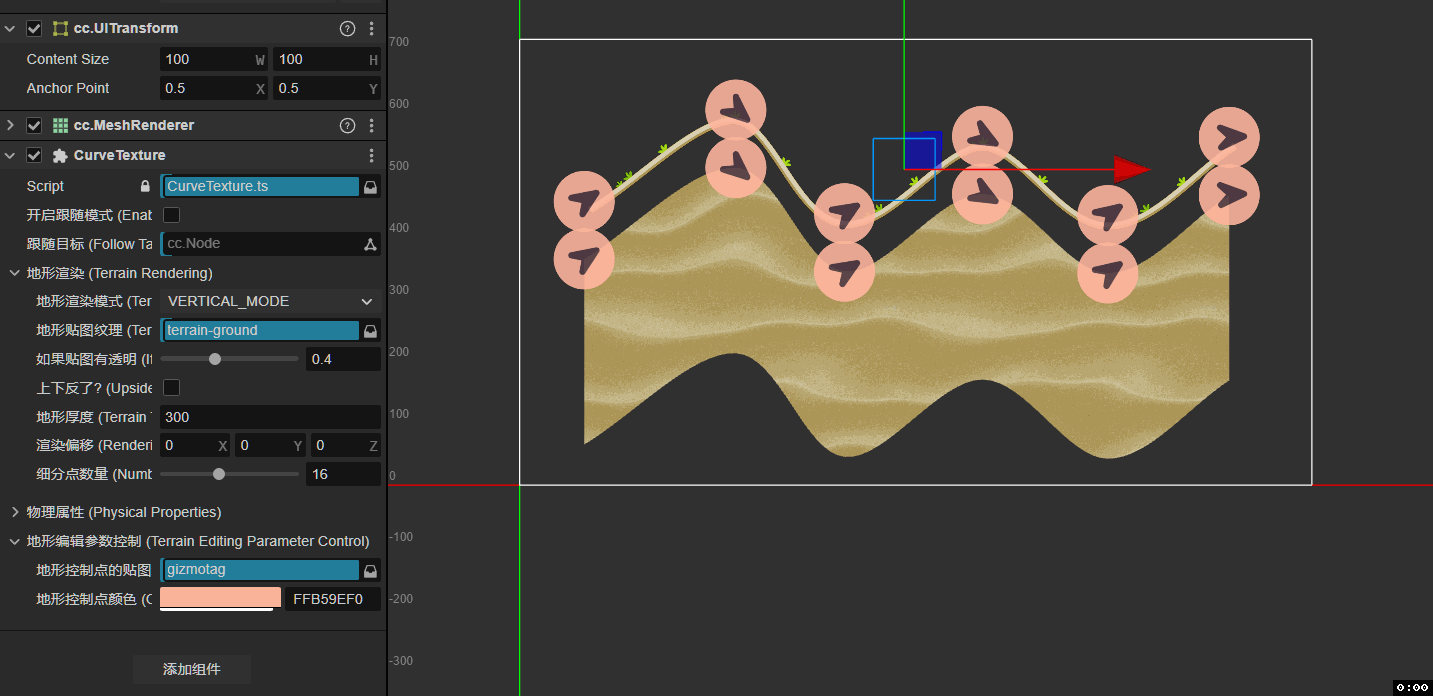 cc.UITransform
Content Size 100 W 100 H
Anchor Point 0.5 X 0.5 Y
cc.MeshRenderer
CurveTexture
Script CurveTexture.ts
开启跟随模式 (Enab
跟随目标 (Follow Ta cc.Node
地形渲染 (Terrain Rendering)
地形渲染模式 (Ter VERTICAL_MODE
地形贴图纹理 (Ter terrain-ground
如果贴图有透明 (If 0.4
上下反了? (Upside
地形厚度 (Terrain 300
渲染偏移 (Renderi 0 X 0 Y 0 Z
细分点数量 (Numb 16
物理属性 (Physical Properties)
地形编辑参数控制 (Terrain Editing Parameter Control)
地形控制点的贴图 gizmotag
地形控制点颜色 (C FFB59EF0
添加组件
700
600
500
400
300
200
100
0
-100
-200
-300
0:00